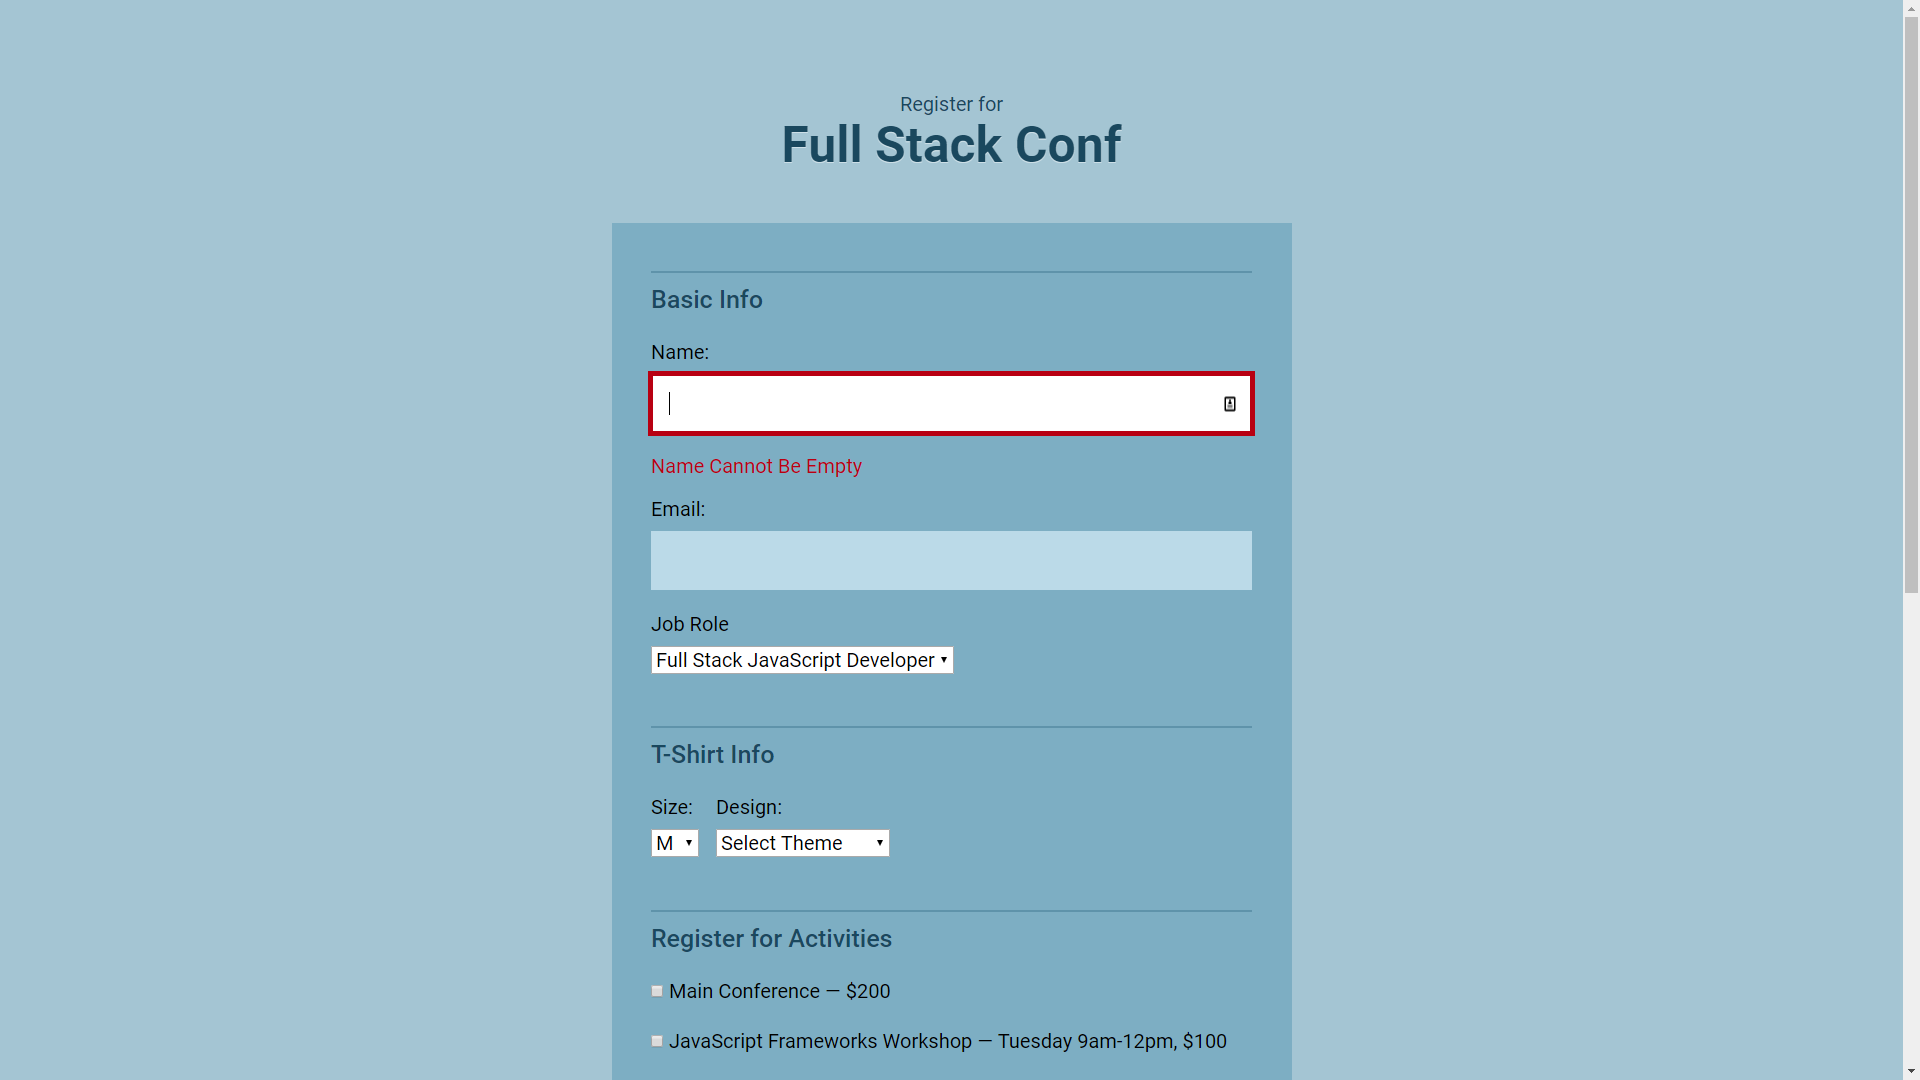 Register for
Full Stack Conf
Basic Info
Name:
Name Cannot Be Empty
Email:
Job Role
Full Stack JavaScript Developer
T-Shirt Info
Size: Design:
M Select Theme
Register for Activities
Main Conference — $200
JavaScript Frameworks Workshop — Tuesday 9am-12pm, $100